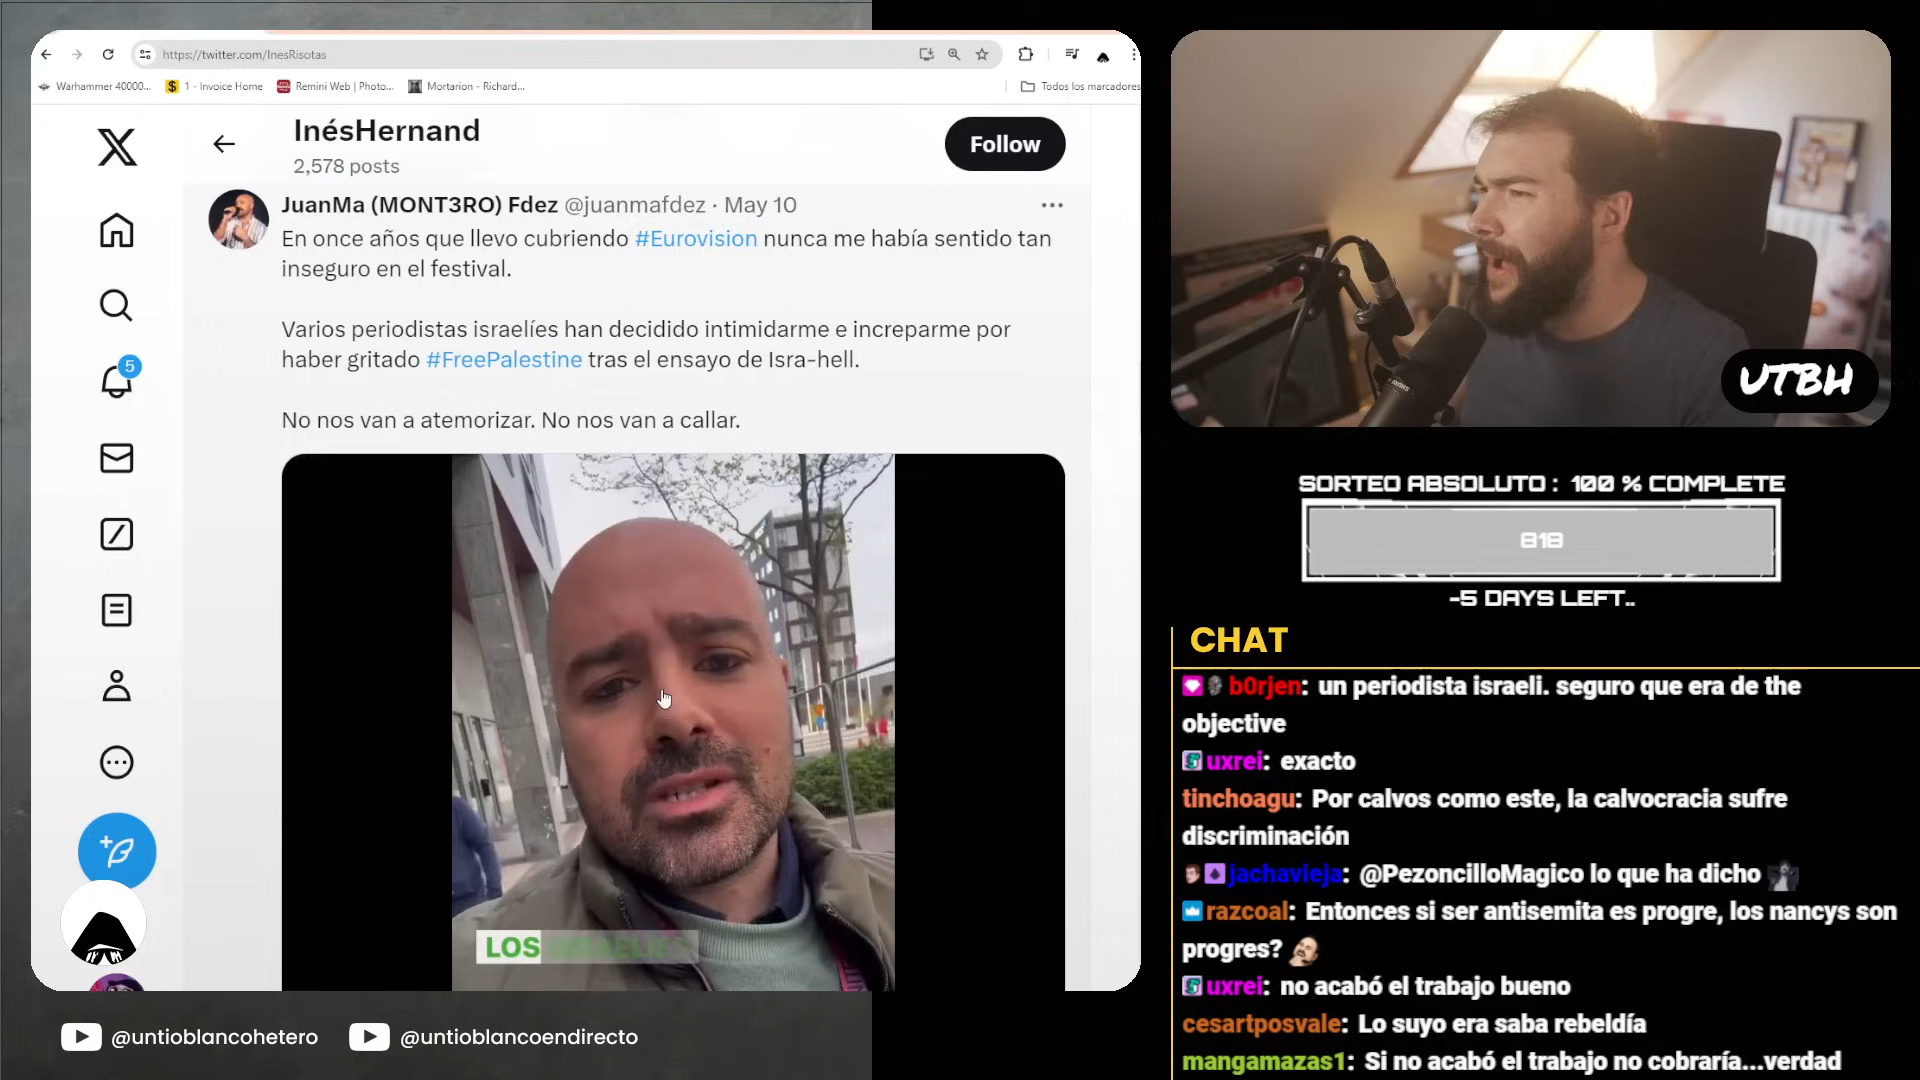 https://twitter.com/InesRisotas
Warhammer 40000...
1 - Invoice Home
Remini Web | Photo...
Mortarion - Richard...
Todos los marcadores
InésHernand
2,578 posts
Follow
JuanMa (MONT3RO) Fdez @juanmafdez · May 10
En once años que llevo cubriendo #Eurovision nunca me había sentido tan
inseguro en el festival.
Varios periodistas israelíes han decidido intimidarme e increparme por
haber gritado #FreePalestine tras el ensayo de Isra-hell.
No nos van a atemorizar. No nos van a callar.
5
LOS
@untioblancohetero
@untioblancoendirecto
UTBH
SORTEO ABSOLUTO : 100 % COMPLETE
818
-5 DAYS LEFT..
CHAT
b0rjen: un periodista israeli. seguro que era de the
objective
uxrei: exacto
tinchoagu: Por calvos como este, la calvocracia sufre
discriminación
jachavieja: @PezoncilloMagico lo que ha dicho
razcoal: Entonces si ser antisemita es progre, los nancys son
progres?
uxrei: no acabó el trabajo bueno
cesartposvale: Lo suyo era saba rebeldía
mangamazas1: Si no acabó el trabajo no cobraría...verdad